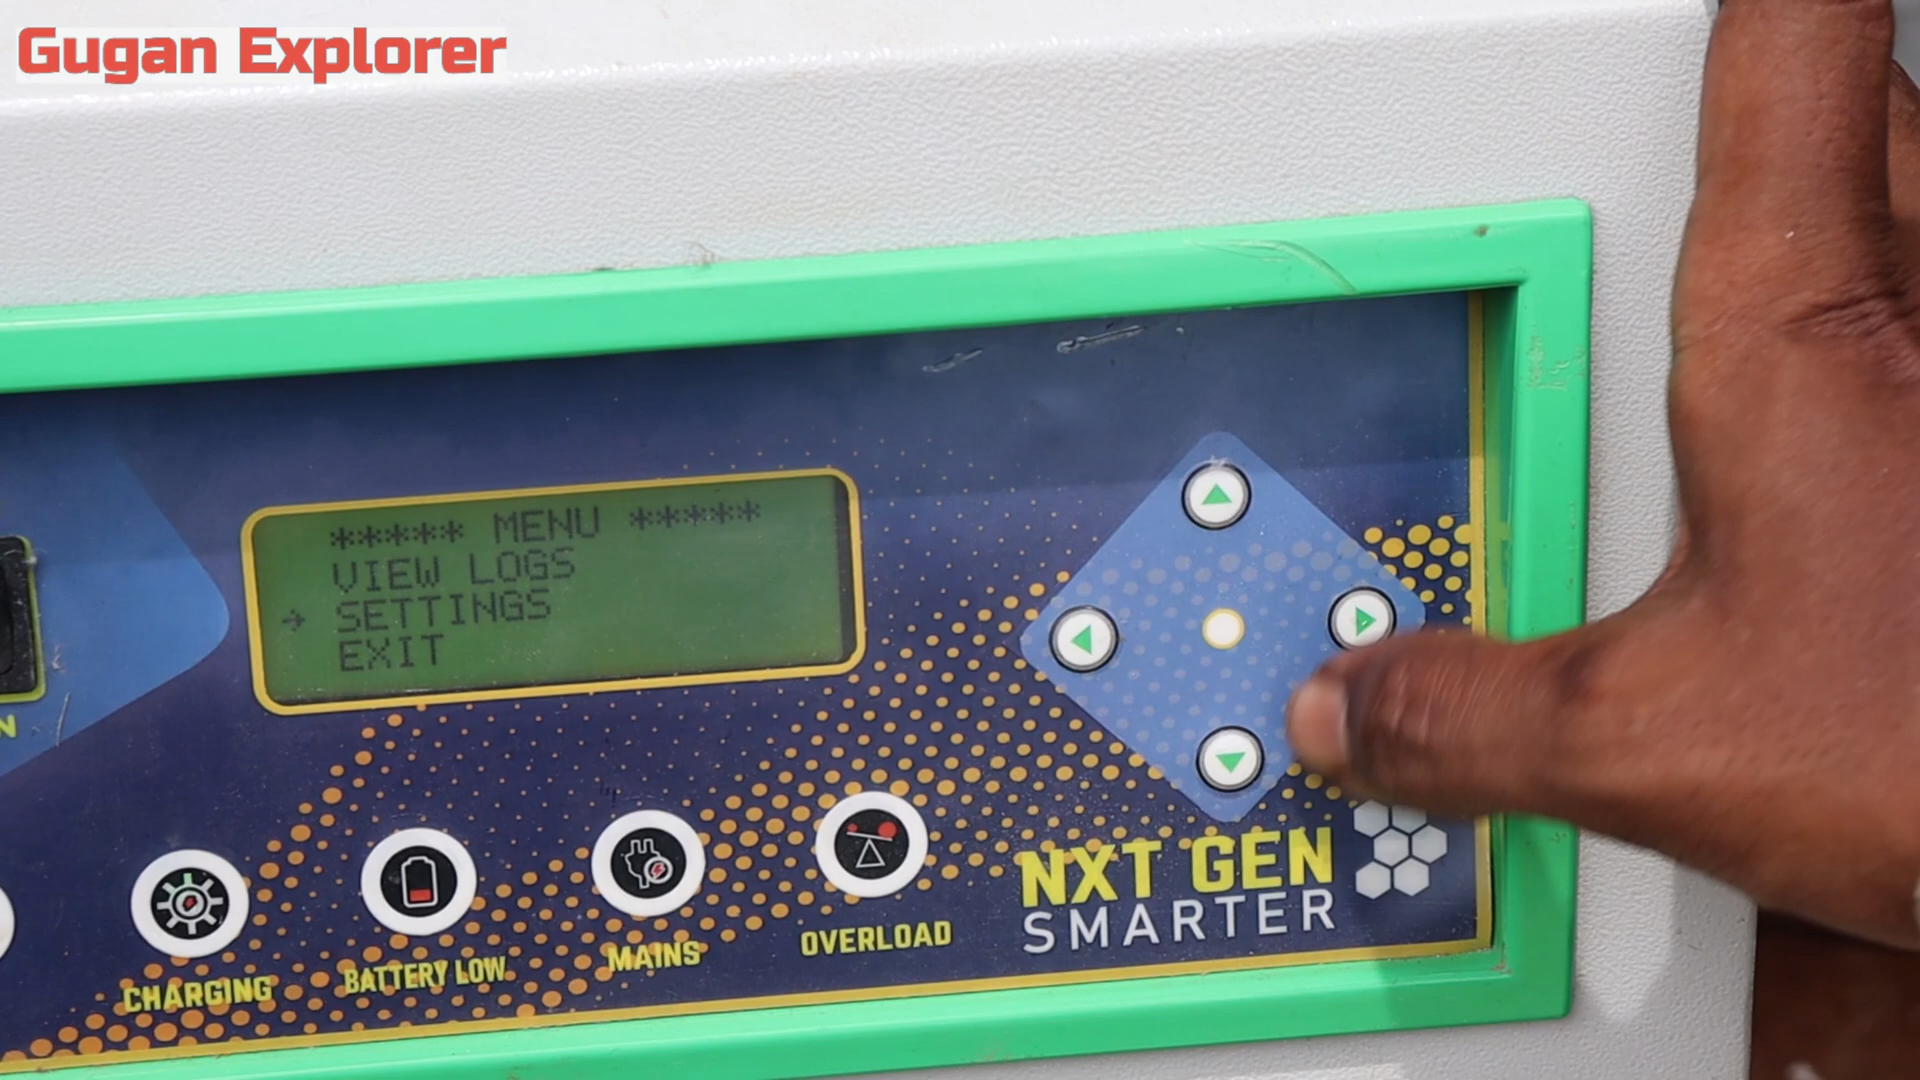 Gugan Explorer
***** MENU *****
VIEW LOGS
→ SETTINGS
EXIT
N
CHARGING
BATTERY LOW
MAINS
OVERLOAD
NXT GEN
SMARTER